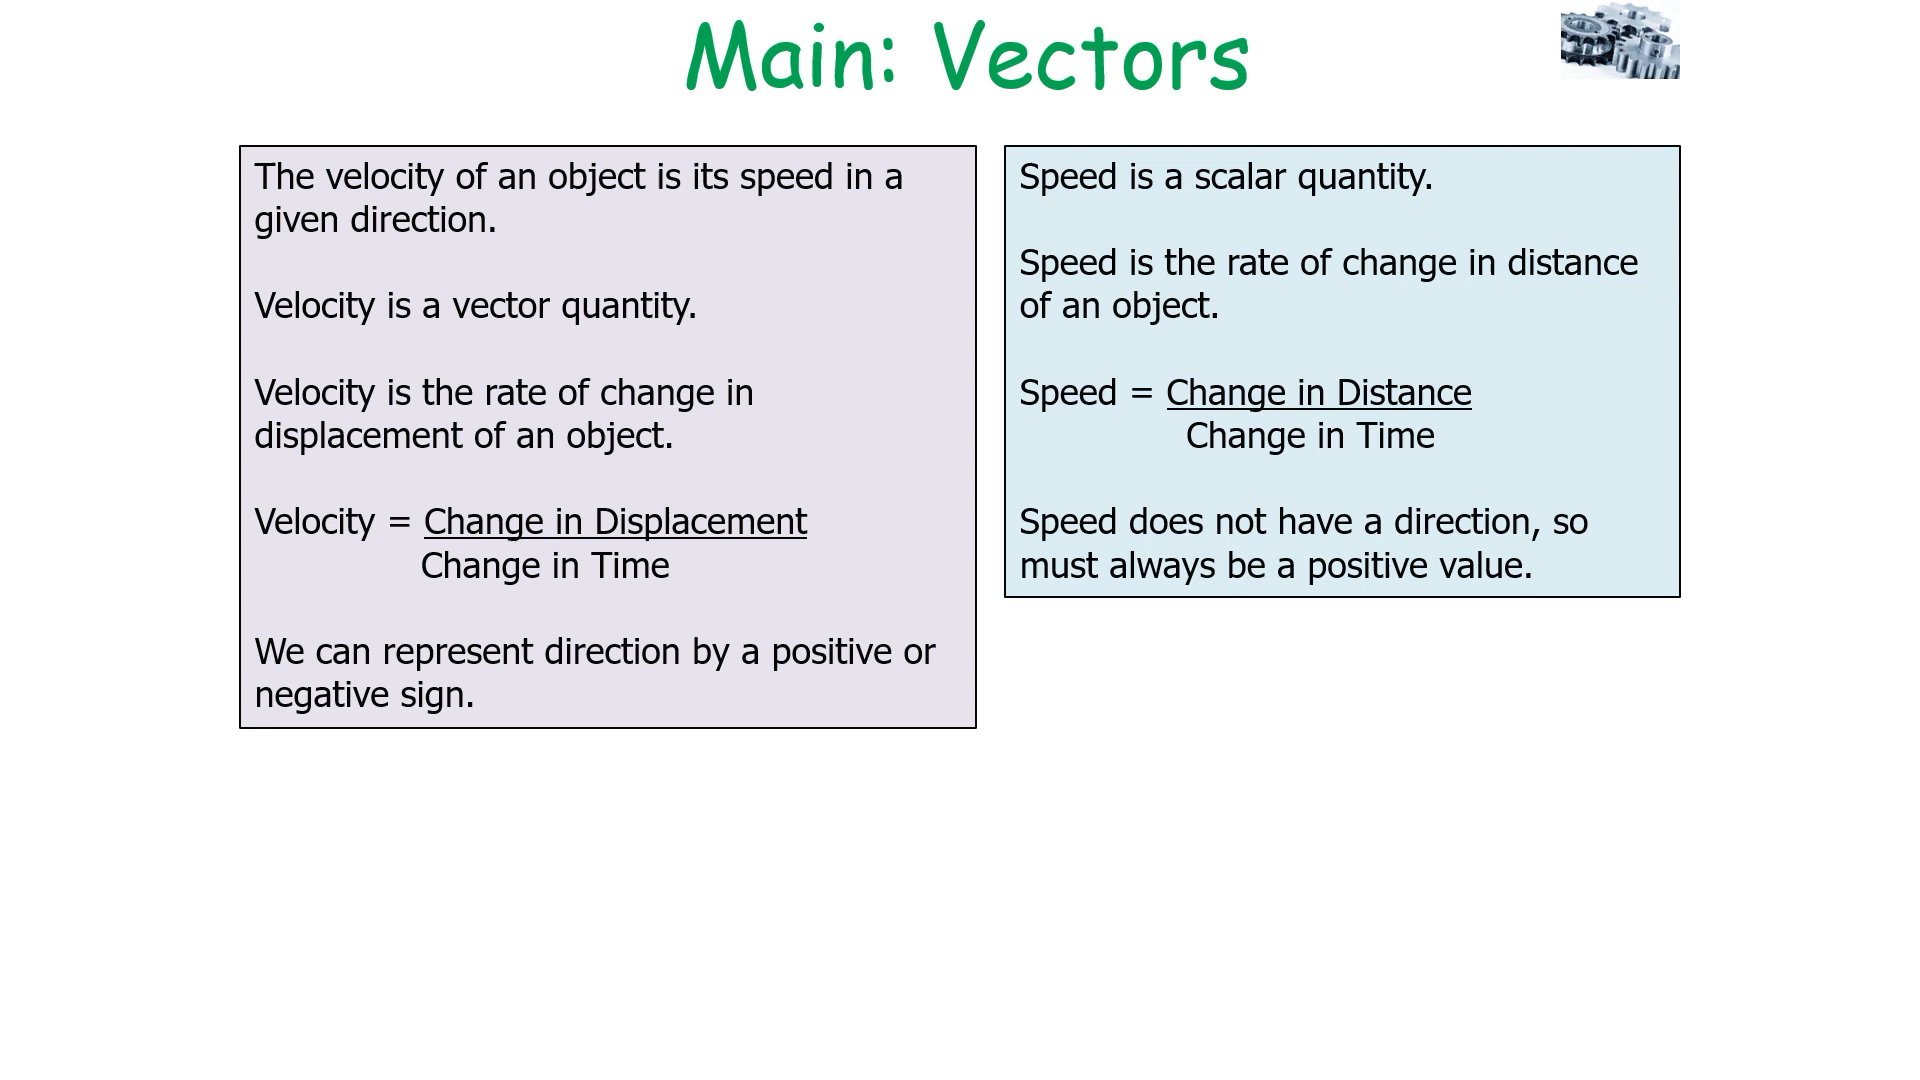 Main: Vectors
The velocity of an object is its speed in a
given direction.
Velocity is a vector quantity.
Velocity is the rate of change in
displacement of an object.
Velocity = Change in Displacement
Change in Time
We can represent direction by a positive or
negative sign.
Speed is a scalar quantity.
Speed is the rate of change in distance
of an object.
Speed = Change in Distance
Change in Time
Speed does not have a direction, so
must always be a positive value.